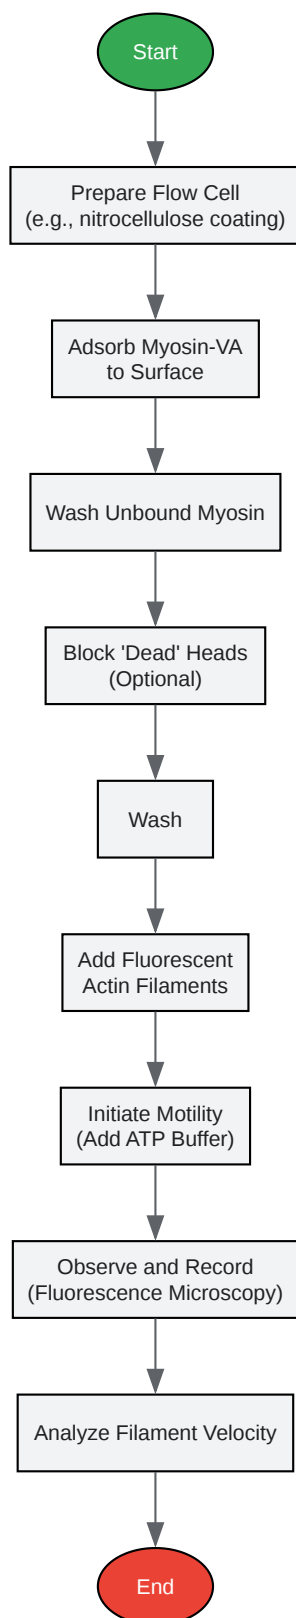 Start
Prepare Flow Cell
(e.g., nitrocellulose coating)
Adsorb Myosin-VA
to Surface
Wash Unbound Myosin
Block 'Dead' Heads
(Optional)
Wash
Add Fluorescent
Actin Filaments
Initiate Motility
(Add ATP Buffer)
Observe and Record
(Fluorescence Microscopy)
Analyze Filament Velocity
End